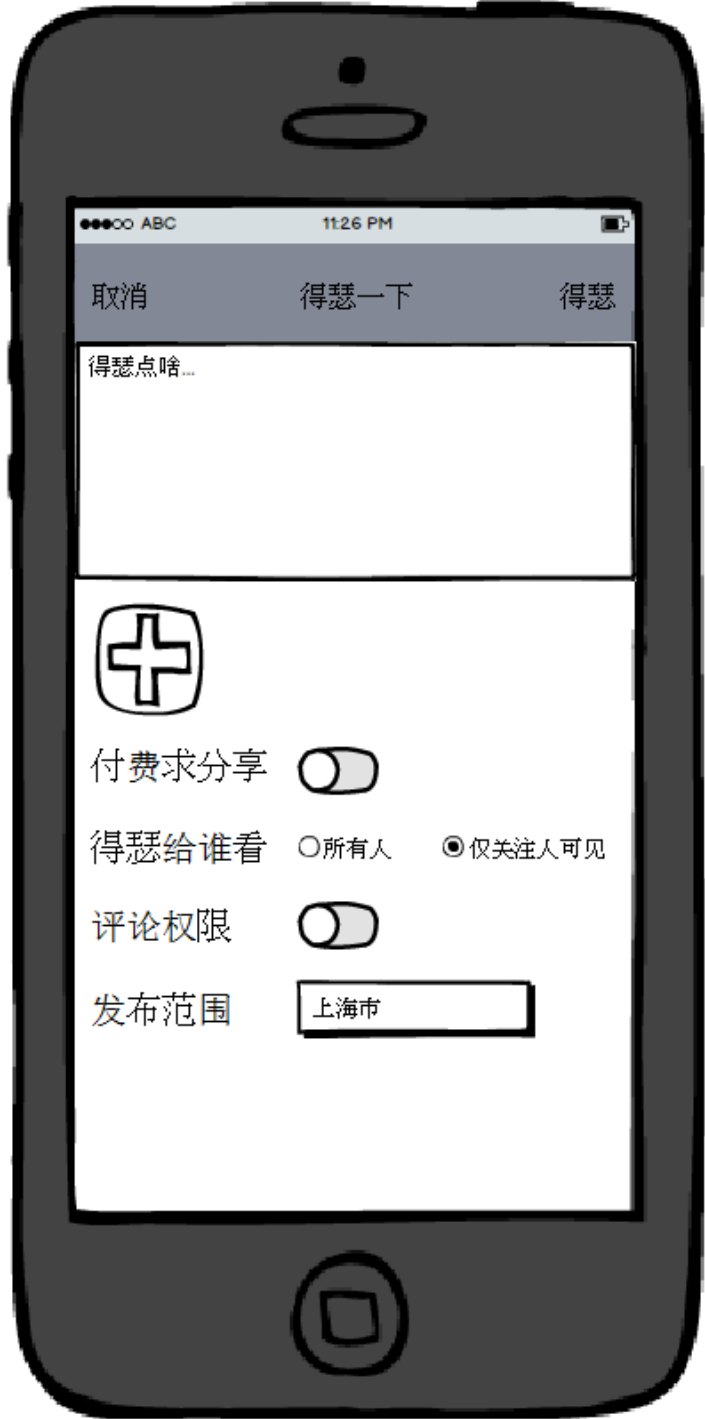 ABC 11:26 PM
取消 得瑟一下 得瑟
得瑟点啥...
付费求分享
得瑟给谁看 所有人 仅关注人可见
评论权限
发布范围 上海市